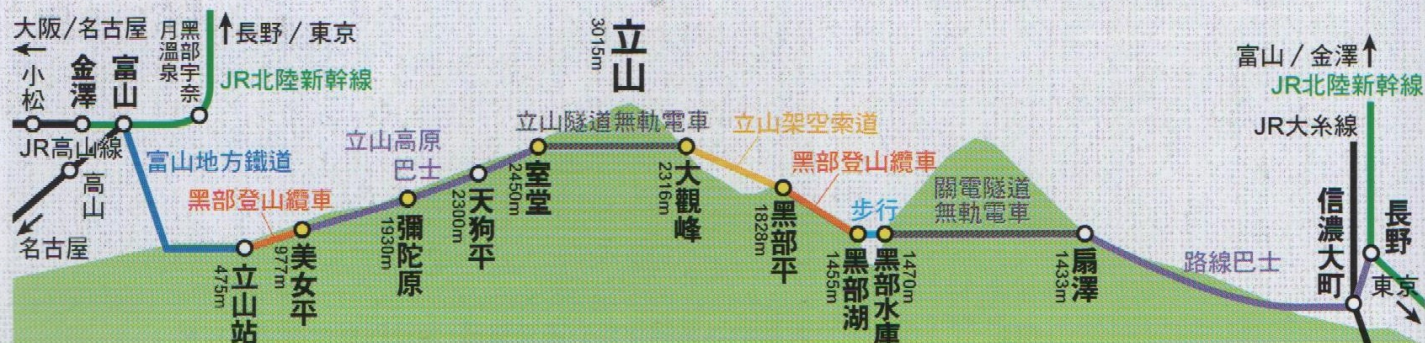 大阪/名古屋
小松
金澤
富山
黑部宇奈
月溫泉
長野/東京
JR北陸新幹線
JR高山線
高山
名古屋
富山地方鐵道
黑部登山纜車
立山站
475m
美女平
977m
立山高原
巴士
彌陀原
1930m
天狗平
2300m
室堂
2450m
立山
3015m
立山隧道無軌電車
大觀峰
2316m
立山架空索道
黑部平
1828m
黑部登山纜車
黑部湖
1455m
步行
黑部水庫
1470m
關電隧道
無軌電車
扇澤
1433m
路線巴士
信濃大町
長野
東京
富山/金澤
JR北陸新幹線
JR大糸線